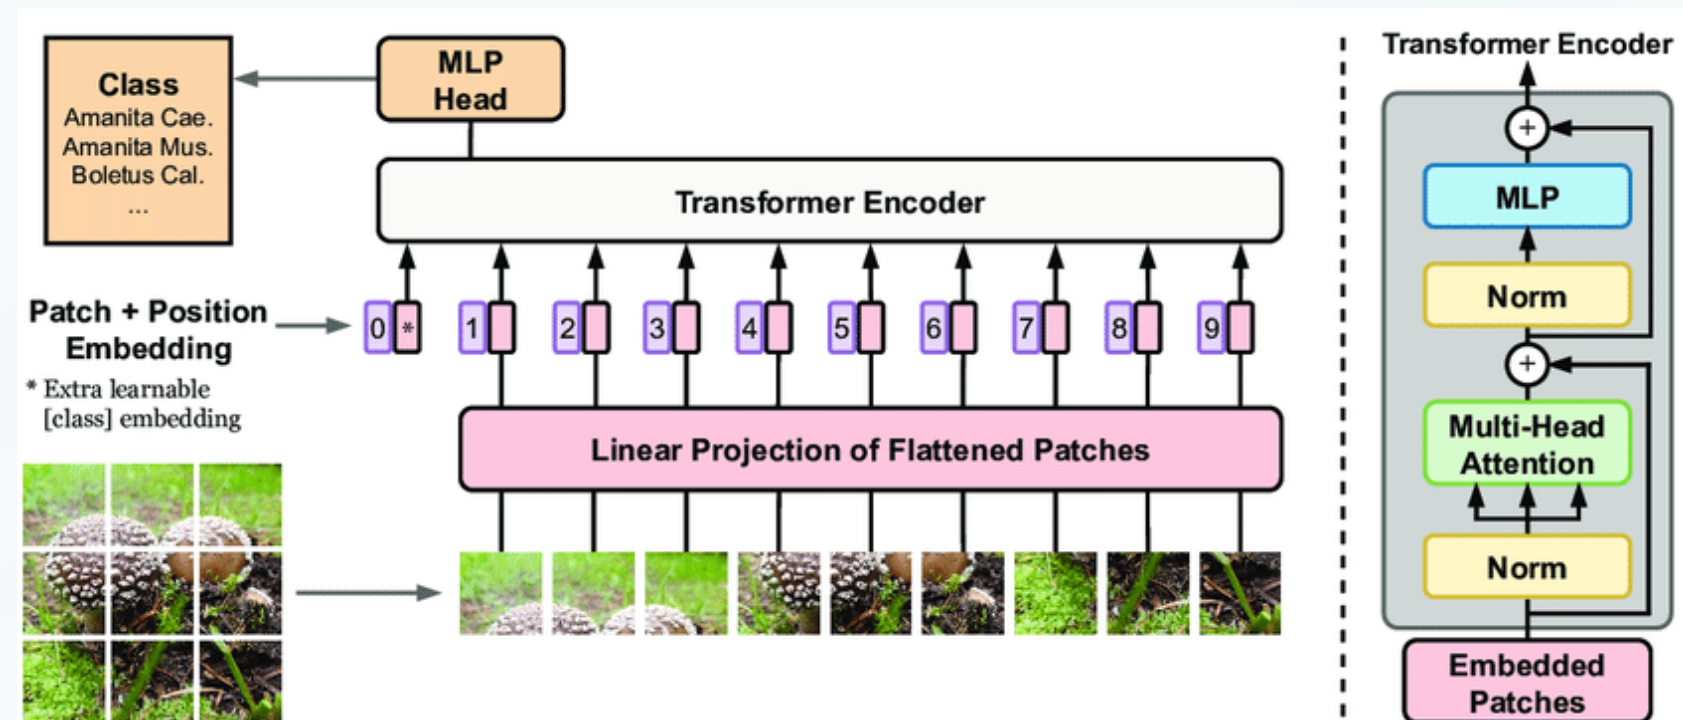 Class
Amanita Cae.
Amanita Mus.
Boletus Cal.
...
MLP
Head
Transformer Encoder
Patch + Position
Embedding
* Extra learnable
[class] embedding
0 * 1 2 3 4 5 6 7 8 9
Linear Projection of Flattened Patches
Transformer Encoder
+
MLP
Norm
+
Multi-Head
Attention
Norm
Embedded
Patches